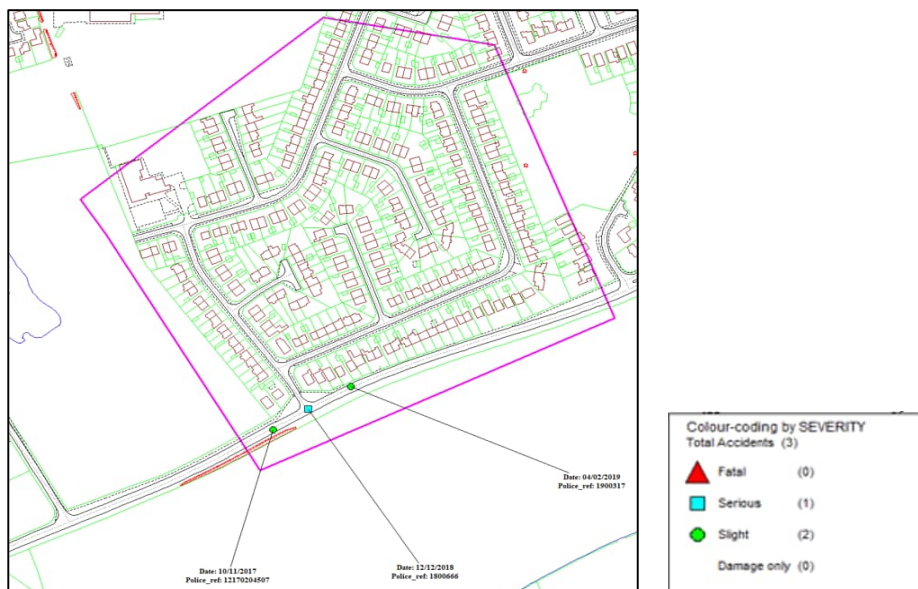 Date: 04/02/2019
Police_ref: 1900317
Date: 10/11/2017
Police_ref: 12170204507
Date: 12/12/2018
Police_ref: 1800666
Colour-coding by SEVERITY
Total Accidents (3)
Fatal (0)
Serious (1)
Slight (2)
Damage only (0)